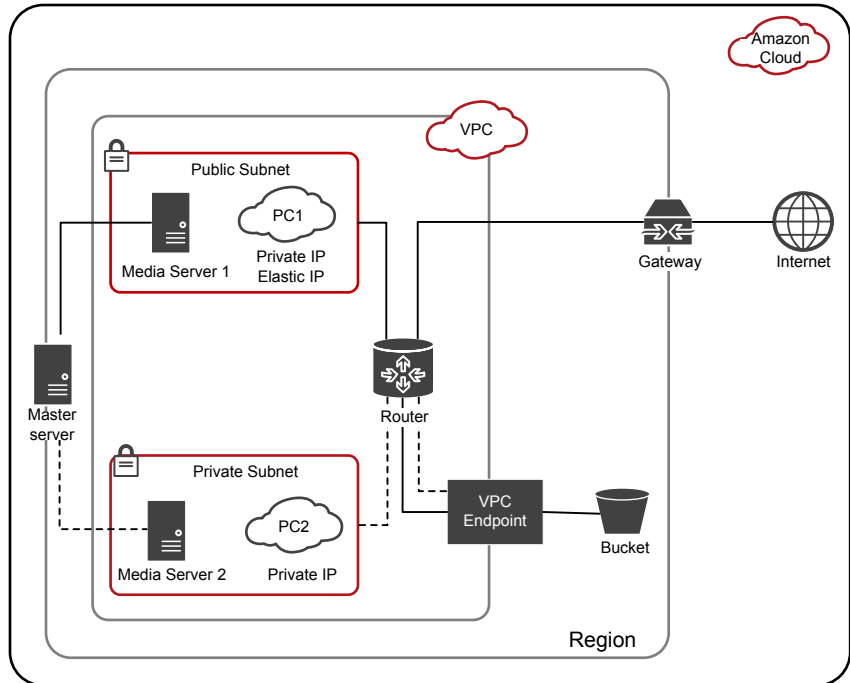 Amazon
Cloud
VPC
Public Subnet
PC1
Media Server 1
Private IP
Elastic IP
Gateway
Internet
Master
server
Router
Private Subnet
PC2
Media Server 2
Private IP
VPC
Endpoint
Bucket
Region